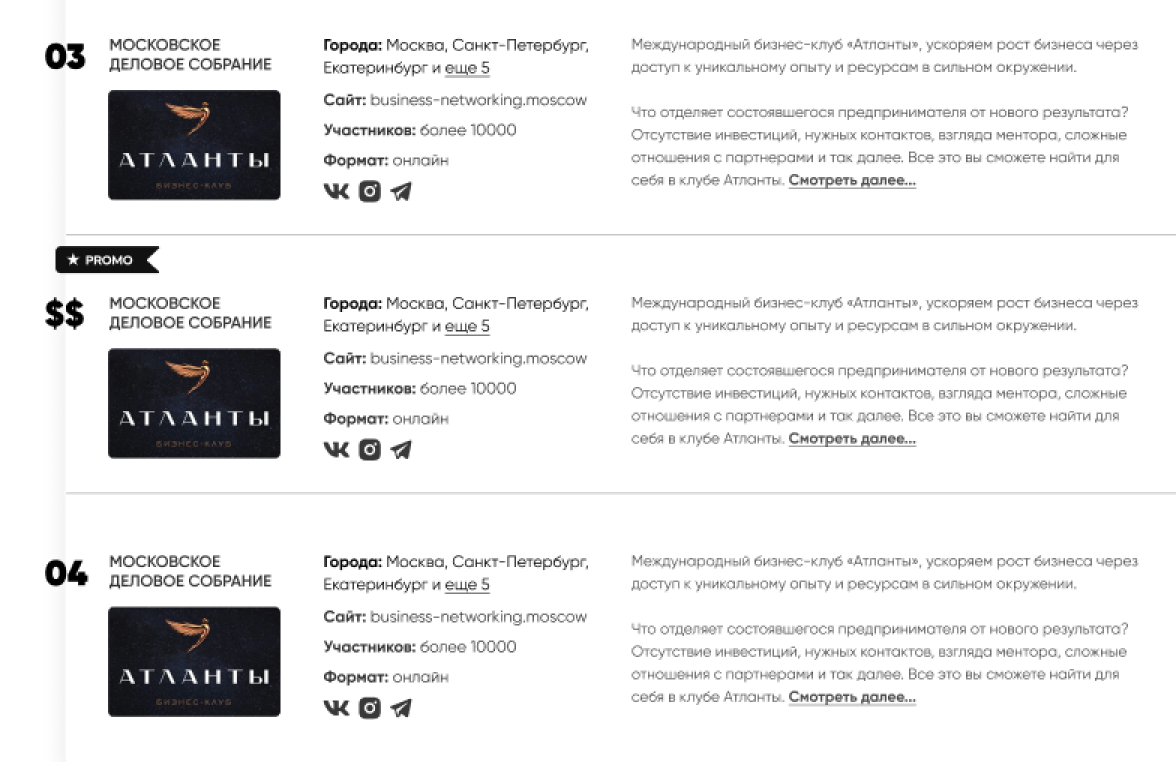 03
МОСКОВСКОЕ
ДЕЛОВОЕ СОБРАНИЕ
АТЛАНТЫ
БИЗНЕС-КЛУБ
Города: Москва, Санкт-Петербург,
Екатеринбург и еще 5
Сайт: business-networking.moscow
Участников: более 10000
Формат: онлайн
Международный бизнес-клуб «Атланты», ускоряем рост бизнеса через
доступ к уникальному опыту и ресурсам в сильном окружении.
Что отделяет состоявшегося предпринимателя от нового результата?
Отсутствие инвестиций, нужных контактов, взгляда ментора, сложные
отношения с партнерами и так далее. Все это вы сможете найти для
себя в клубе Атланты. Смотреть далее...
★ PROMO
$$
МОСКОВСКОЕ
ДЕЛОВОЕ СОБРАНИЕ
АТЛАНТЫ
БИЗНЕС-КЛУБ
Города: Москва, Санкт-Петербург,
Екатеринбург и еще 5
Сайт: business-networking.moscow
Участников: более 10000
Формат: онлайн
Международный бизнес-клуб «Атланты», ускоряем рост бизнеса через
доступ к уникальному опыту и ресурсам в сильном окружении.
Что отделяет состоявшегося предпринимателя от нового результата?
Отсутствие инвестиций, нужных контактов, взгляда ментора, сложные
отношения с партнерами и так далее. Все это вы сможете найти для
себя в клубе Атланты. Смотреть далее...
04
МОСКОВСКОЕ
ДЕЛОВОЕ СОБРАНИЕ
АТЛАНТЫ
БИЗНЕС-КЛУБ
Города: Москва, Санкт-Петербург,
Екатеринбург и еще 5
Сайт: business-networking.moscow
Участников: более 10000
Формат: онлайн
Международный бизнес-клуб «Атланты», ускоряем рост бизнеса через
доступ к уникальному опыту и ресурсам в сильном окружении.
Что отделяет состоявшегося предпринимателя от нового результата?
Отсутствие инвестиций, нужных контактов, взгляда ментора, сложные
отношения с партнерами и так далее. Все это вы сможете найти для
себя в клубе Атланты. Смотреть далее...